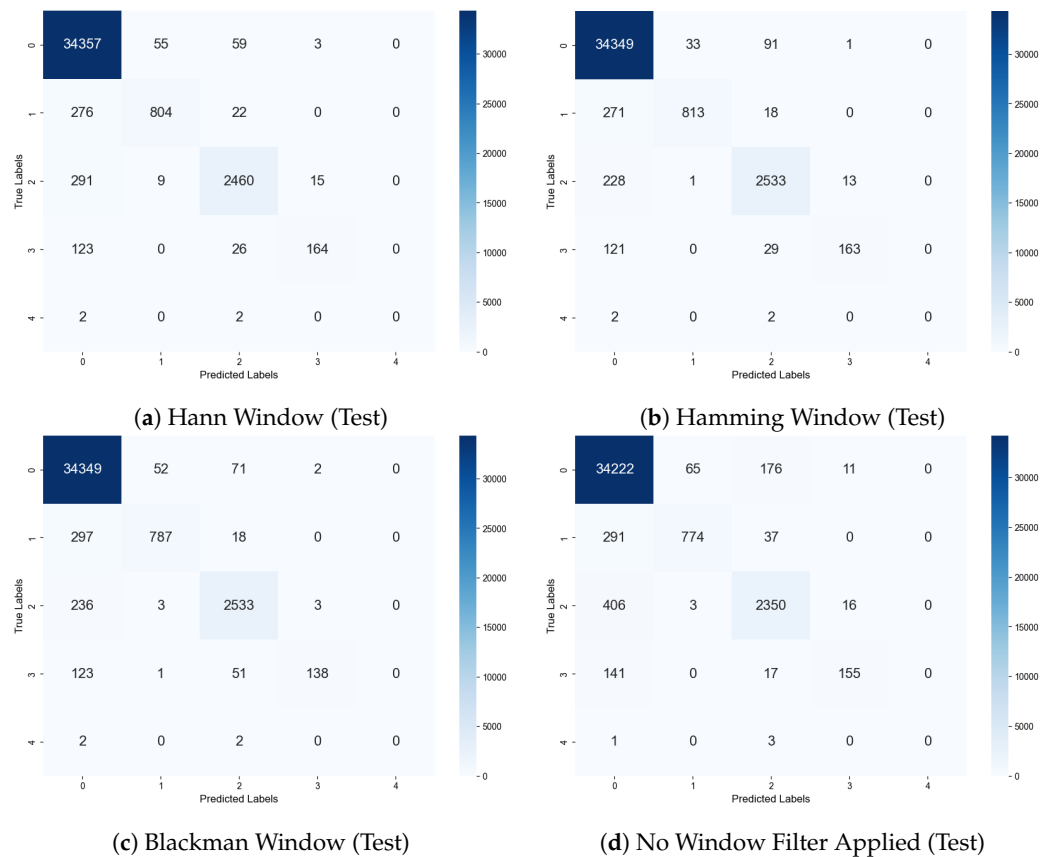 0 34357 55 59 3 0
1 276 804 22 0 0
2 291 9 2460 15 0
3 123 0 26 164 0
4 2 0 2 0 0
0 1 2 3 4
True Labels
Predicted Labels
30000
25000
20000
15000
10000
5000
0
(a) Hann Window (Test)
0 34349 33 91 1 0
1 271 813 18 0 0
2 228 1 2533 13 0
3 121 0 29 163 0
4 2 0 2 0 0
0 1 2 3 4
True Labels
Predicted Labels
30000
25000
20000
15000
10000
5000
0
(b) Hamming Window (Test)
0 34349 52 71 2 0
1 297 787 18 0 0
2 236 3 2533 3 0
3 123 1 51 138 0
4 2 0 2 0 0
0 1 2 3 4
True Labels
Predicted Labels
30000
25000
20000
15000
10000
5000
0
(c) Blackman Window (Test)
0 34222 65 176 11 0
1 291 774 37 0 0
2 406 3 2350 16 0
3 141 0 17 155 0
4 1 0 3 0 0
0 1 2 3 4
True Labels
Predicted Labels
30000
25000
20000
15000
10000
5000
0
(d) No Window Filter Applied (Test)